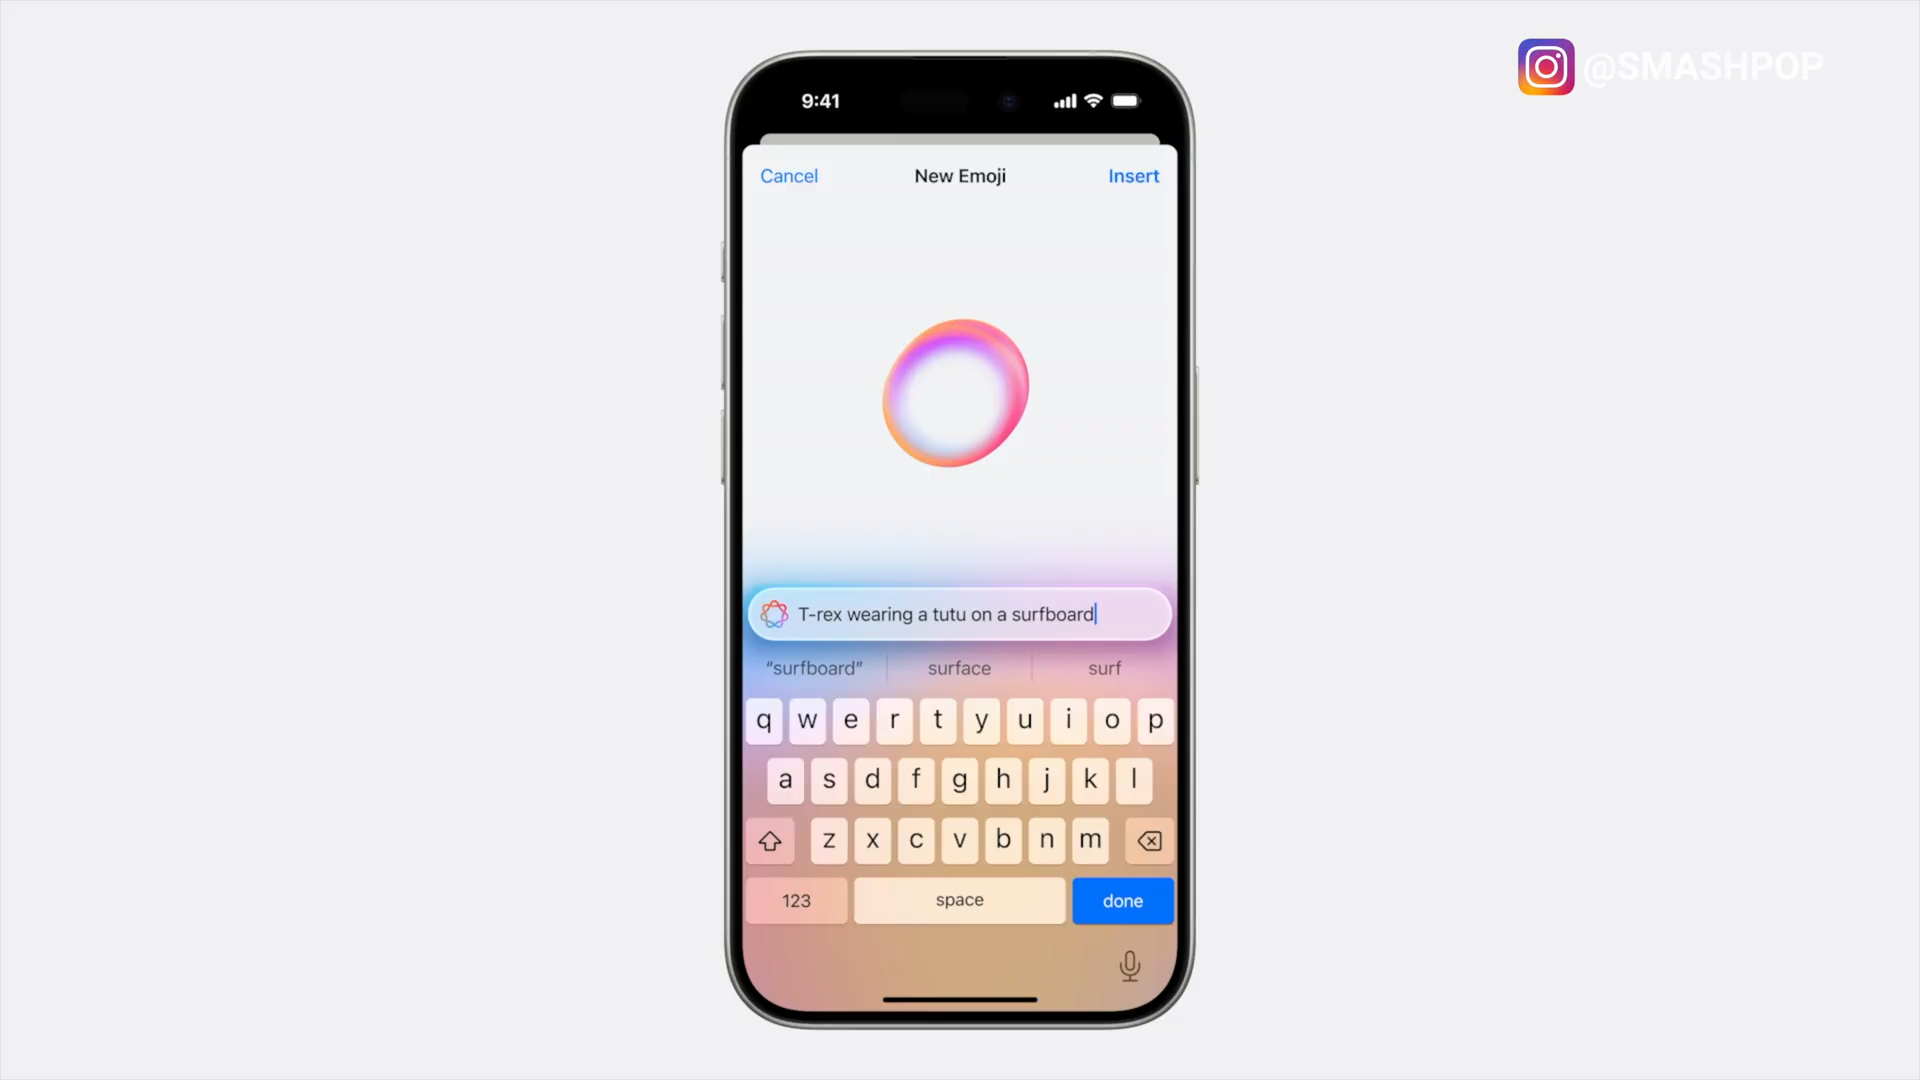 @SMASHPOP
9:41
Cancel New Emoji Insert
T-rex wearing a tutu on a surfboard
“surfboard” surface surf
q w e r t y u i o p
a s d f g h j k l
z x c v b n m
123 space done